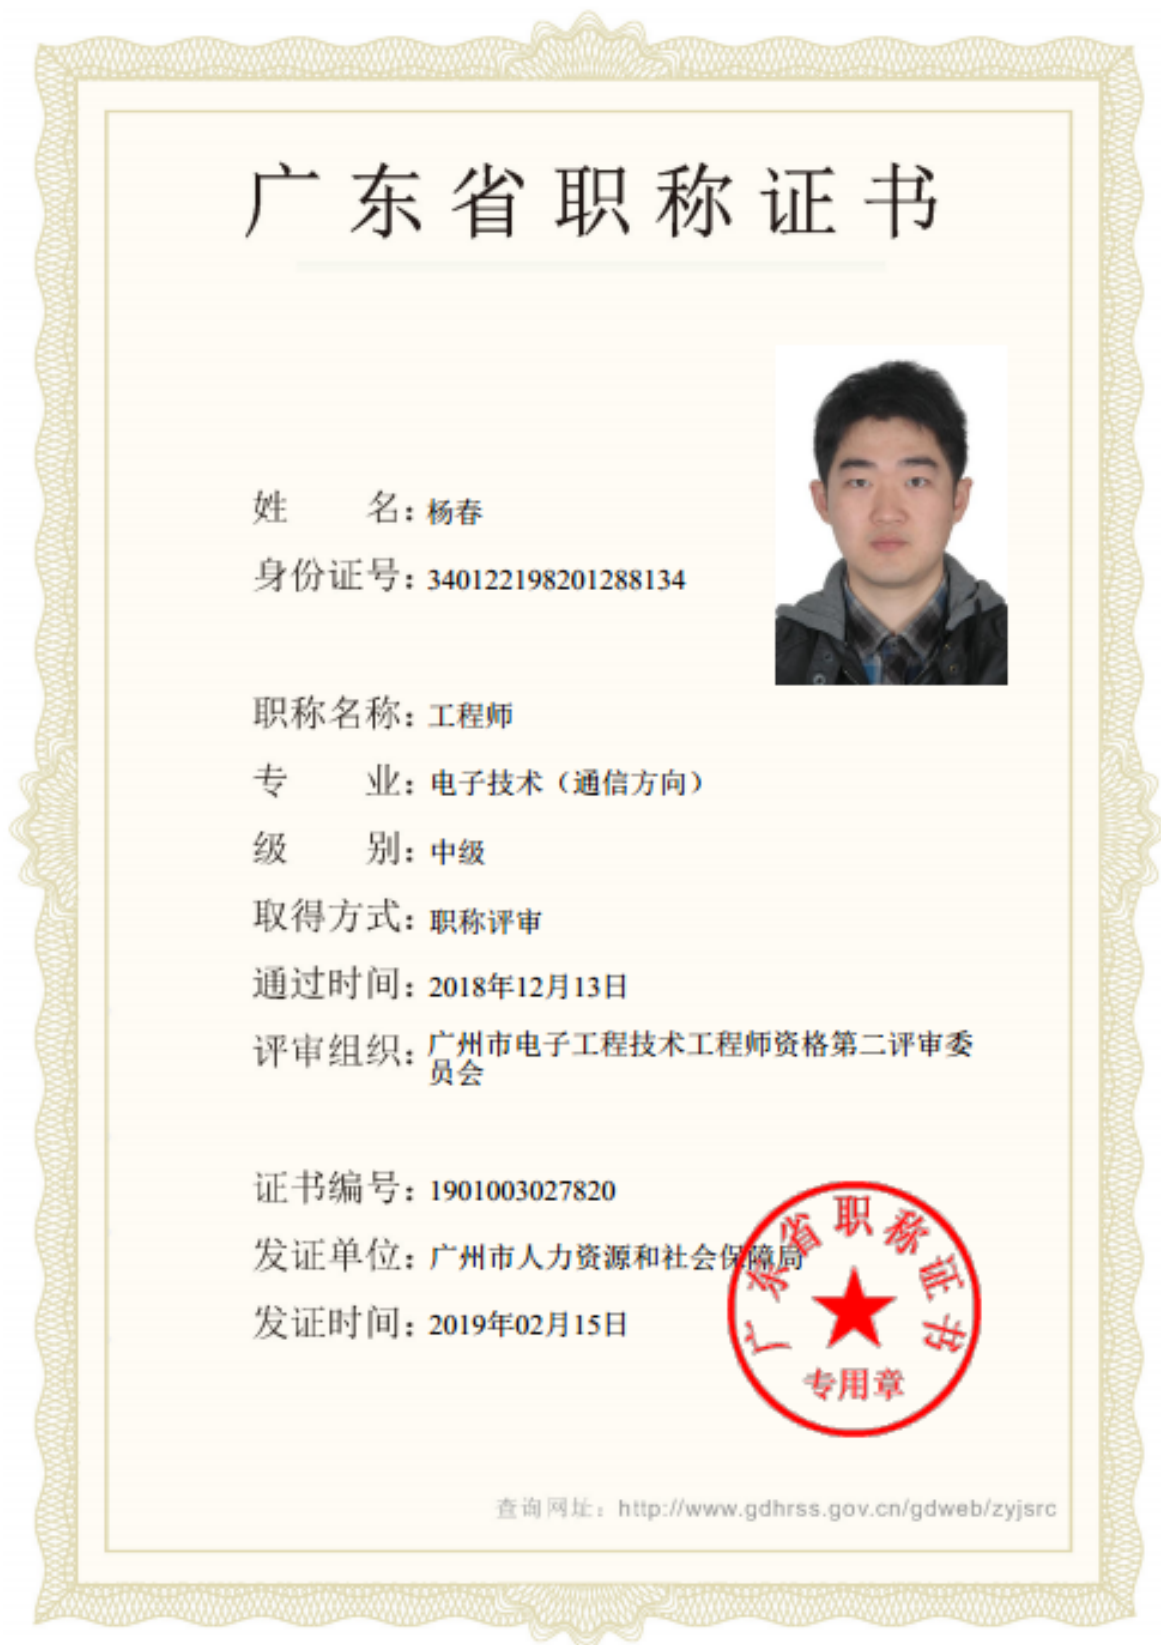 广东省职称证书
姓 名：杨春
身份证号：340122198201288134
职称名称：工程师
专 业：电子技术（通信方向）
级 别：中级
取得方式：职称评审
通过时间：2018年12月13日
评审组织：广州市电子工程技术工程师资格第二评审委
员会
证书编号：1901003027820
发证单位：广州市人力资源和社会保障局
发证时间：2019年02月15日
广东省职称证书
专用章
查询网址：http://www.gdhrss.gov.cn/gdweb/zyjsrc